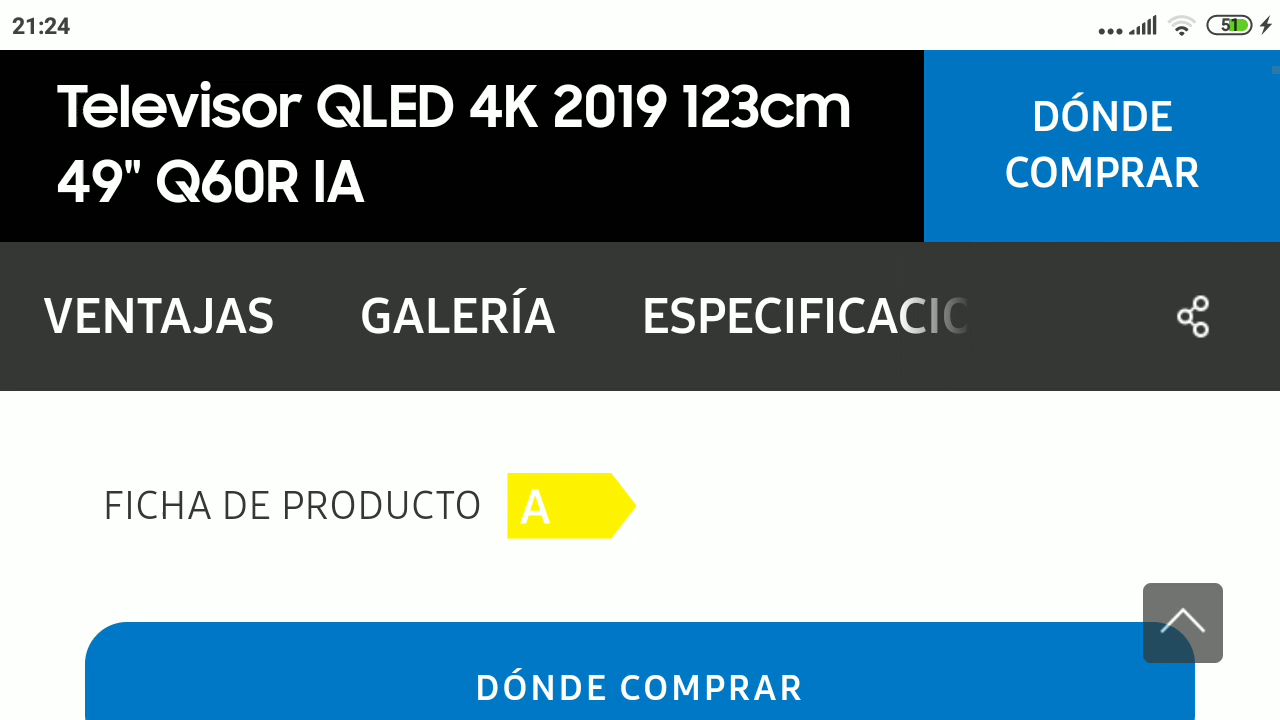 21:24
51
Televisor QLED 4K 2019 123cm
49" Q60R IA
DÓNDE
COMPRAR
VENTAJAS
GALERÍA
ESPECIFICACIO
FICHA DE PRODUCTO
A
DÓNDE COMPRAR